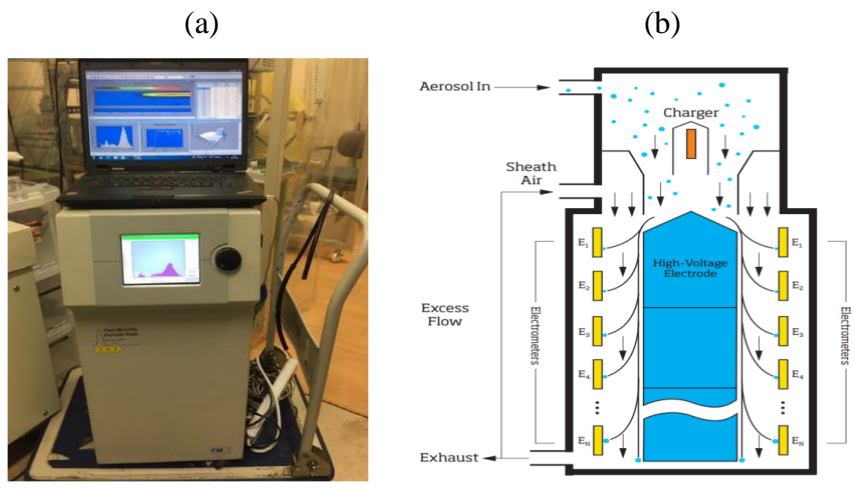 (a)
(b)
Aerosol In
Charger
Sheath
Air
E1
E1
High-Voltage
Electrode
E2
E2
Excess
Flow
Electrometers
Electrometers
E3
E3
E4
E4
EN
EN
Exhaust